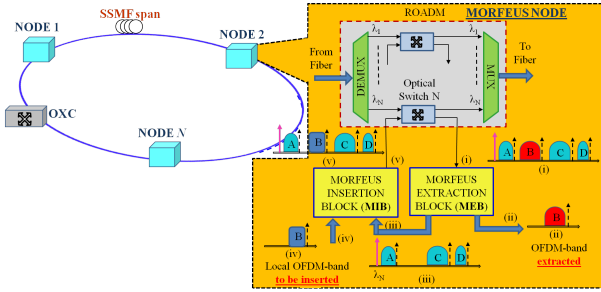 SSMF span
NODE 1
NODE 2
OXC
NODE N
ROADM
MORFEUS NODE
From
Fiber
To
Fiber
DEMUX
MUX
λ1
λ1
Optical
Switch N
λN
λN
A
B
C
D
(v)
(v)
(i)
A
B
C
D
(i)
MORFEUS
INSERTION
BLOCK (MIB)
MORFEUS
EXTRACTION
BLOCK (MEB)
(iii)
(ii)
B
(ii)
OFDM-band
extracted
B
(iv)
(iv)
Local OFDM-band
to be inserted
A
C
D
λN
(iii)